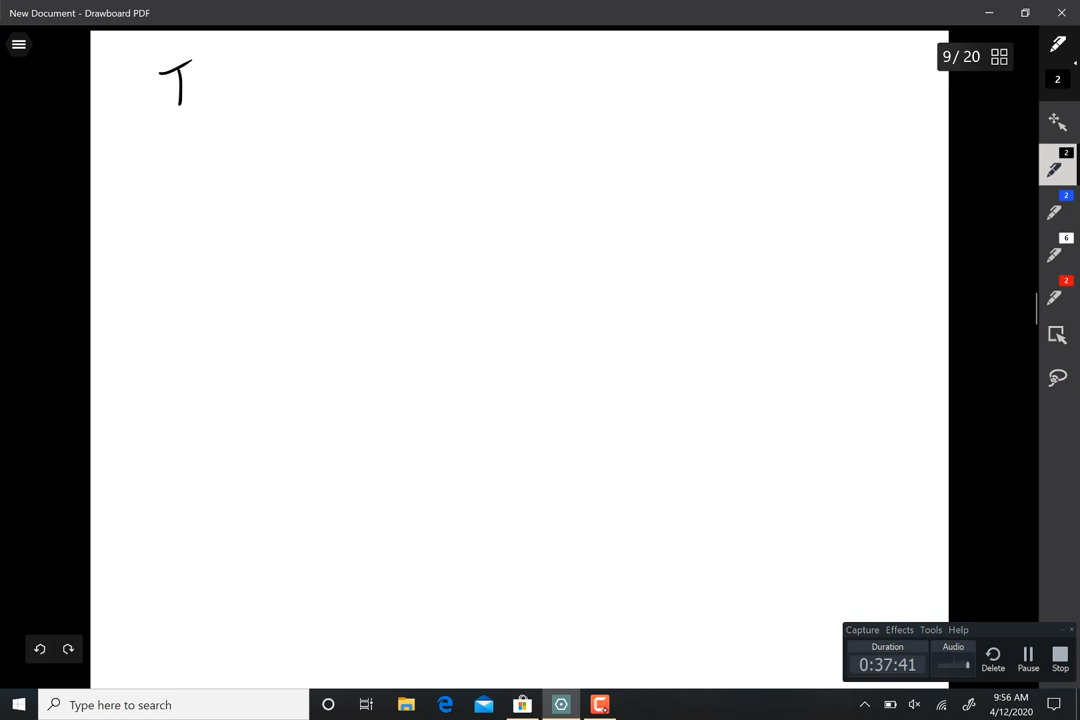 New Document - Drawboard PDF
T
9/ 20
2
2
2
6
2
Capture Effects Tools Help
Duration
Audio
0:37:41
Delete
Pause
Stop
Type here to search
9:56 AM
4/12/2020